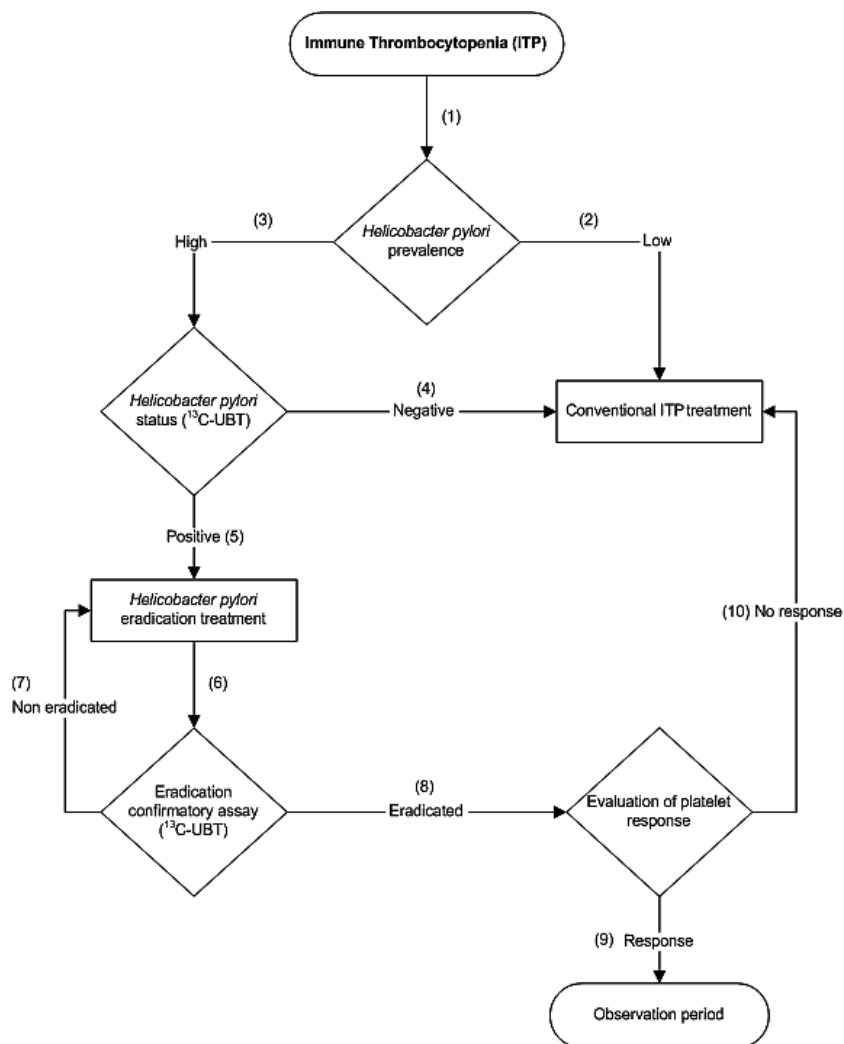 Immune Thrombocytopenia (ITP)
(1)
(3)
(2)
Helicobacter pylori
prevalence
High
Low
Helicobacter pylori
status (¹³C-UBT)
(4)
Negative
Conventional ITP treatment
Positive (5)
Helicobacter pylori
eradication treatment
(10) No response
(7)
Non eradicated
(6)
Eradication
confirmatory assay
(¹³C-UBT)
(8)
Eradicated
Evaluation of platelet
response
(9) Response
Observation period